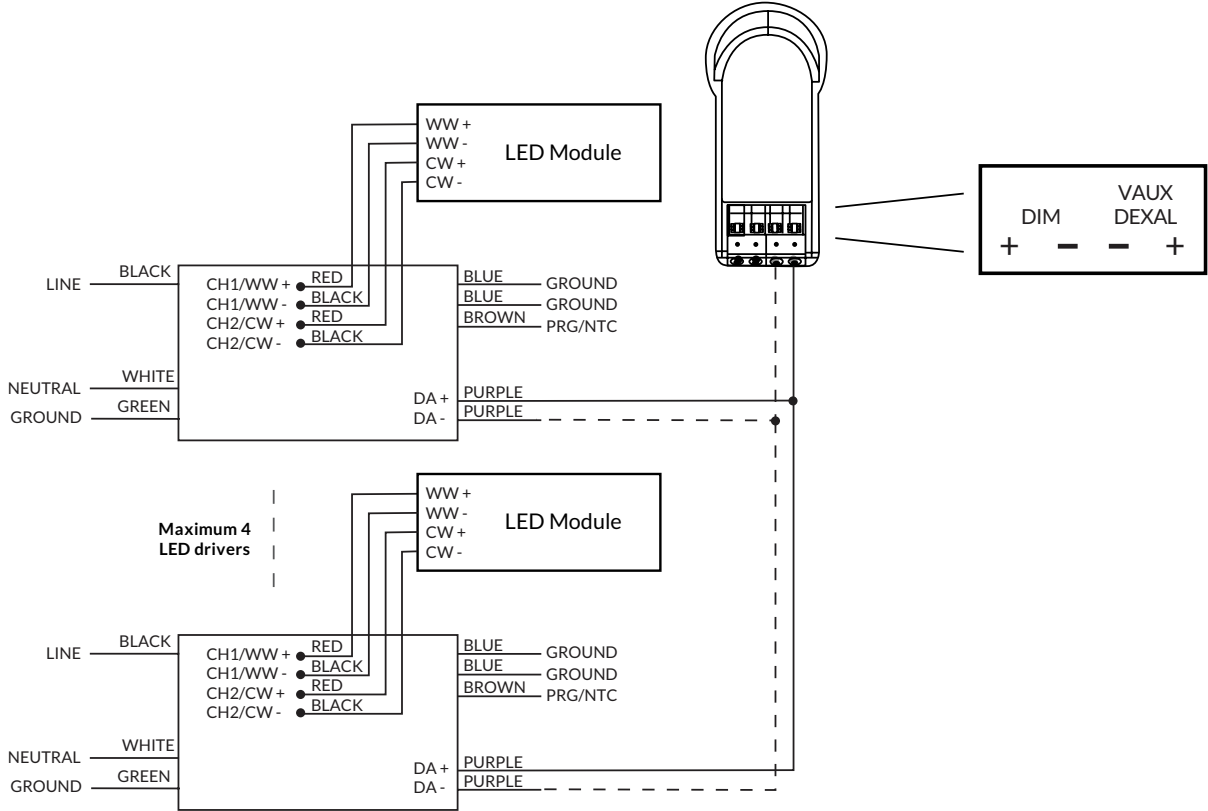 WW +
WW -
CW +
CW -
LED Module
VAUX
DIM DEXAL
+ - - +
LINE
BLACK
CH1/WW +
CH1/WW -
CH2/CW +
CH2/CW -
RED
BLACK
RED
BLACK
BLUE
GROUND
BLUE
GROUND
BROWN
PRG/NTC
NEUTRAL
WHITE
GROUND
GREEN
DA +
PURPLE
DA -
PURPLE
Maximum 4
LED drivers
WW +
WW -
CW +
CW -
LED Module
LINE
BLACK
CH1/WW +
CH1/WW -
CH2/CW +
CH2/CW -
RED
BLACK
RED
BLACK
BLUE
GROUND
BLUE
GROUND
BROWN
PRG/NTC
NEUTRAL
WHITE
GROUND
GREEN
DA +
PURPLE
DA -
PURPLE